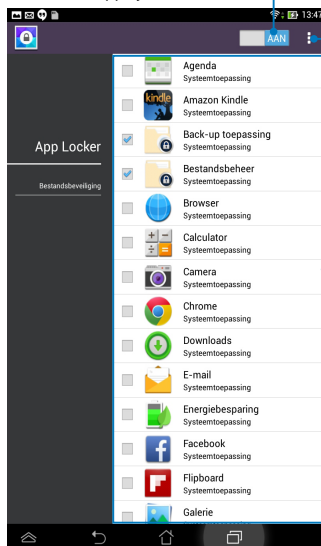 13:47
AAN
App Locker
Bestandsbeveiliging
Agenda
Systeemtoepassing
kindle
Amazon Kindle
Systeemtoepassing
Back-up toepassing
Systeemtoepassing
Bestandsbeheer
Systeemtoepassing
Browser
Systeemtoepassing
Calculator
Systeemtoepassing
Camera
Systeemtoepassing
Chrome
Systeemtoepassing
Downloads
Systeemtoepassing
E-mail
Systeemtoepassing
Energiebesparing
Systeemtoepassing
Facebook
Systeemtoepassing
Flipboard
Systeemtoepassing
Galerie